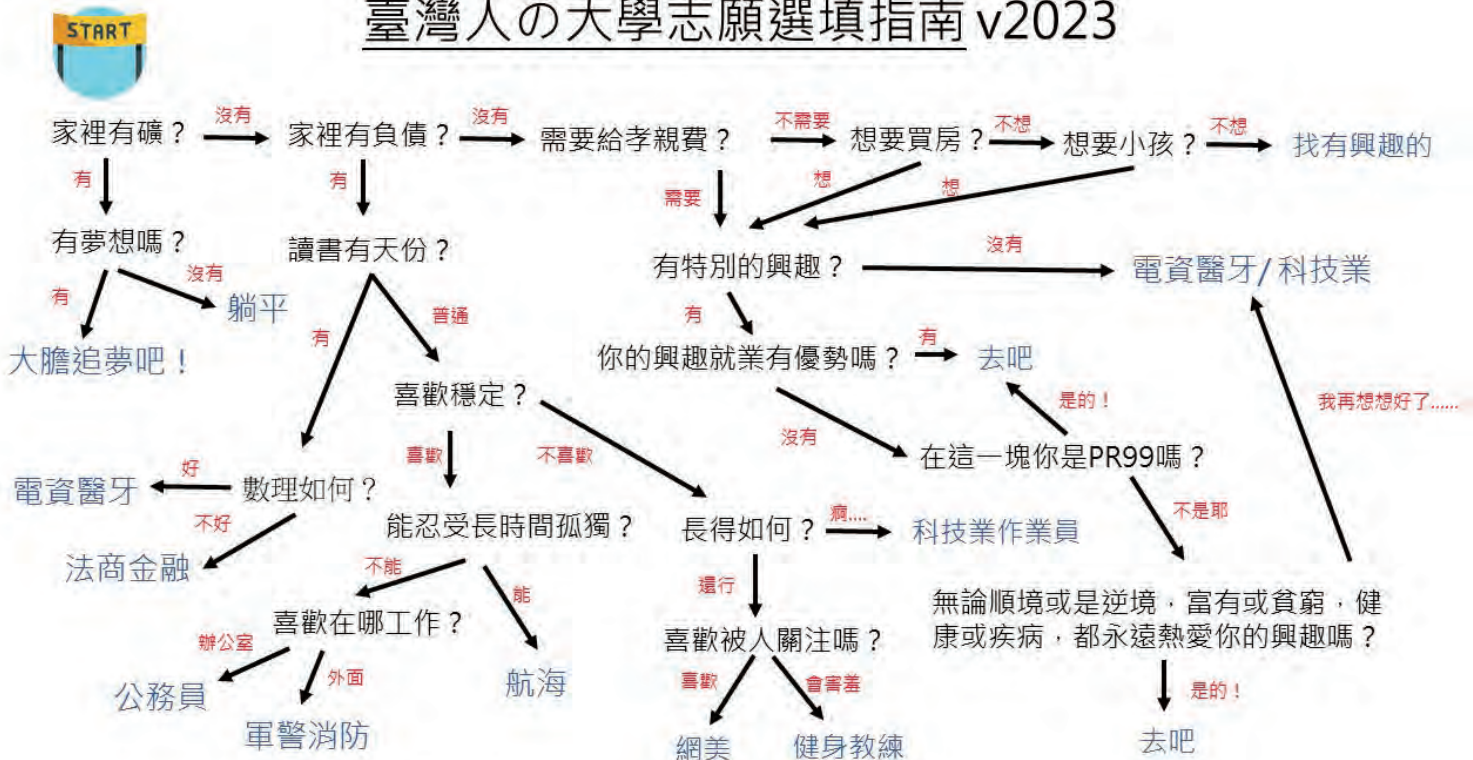 START
臺灣人の大學志願選填指南 v2023
家裡有礦？
沒有
家裡有負債？
沒有
需要給孝親費？
不需要
想要買房？
不想
想要小孩？
不想
找有興趣的
有
有
需要
想
想
有夢想嗎？
讀書有天份？
有特別的興趣？
沒有
電資醫牙/科技業
有
沒有
躺平
有
普通
有
大膽追夢吧！
你的興趣就業有優勢嗎？
有
去吧
喜歡穩定？
是的！
我再想想好了......
沒有
喜歡
不喜歡
在這一塊你是PR99嗎？
電資醫牙
好
數理如何？
不好
不是耶
能忍受長時間孤獨？
長得如何？
痾....
科技業作業員
法商金融
不能
能
還行
無論順境或是逆境，富有或貧窮，健
康或疾病，都永遠熱愛你的興趣嗎？
喜歡在哪工作？
喜歡被人關注嗎？
辦公室
外面
喜歡
會害羞
是的！
公務員
航海
軍警消防
網美
健身教練
去吧